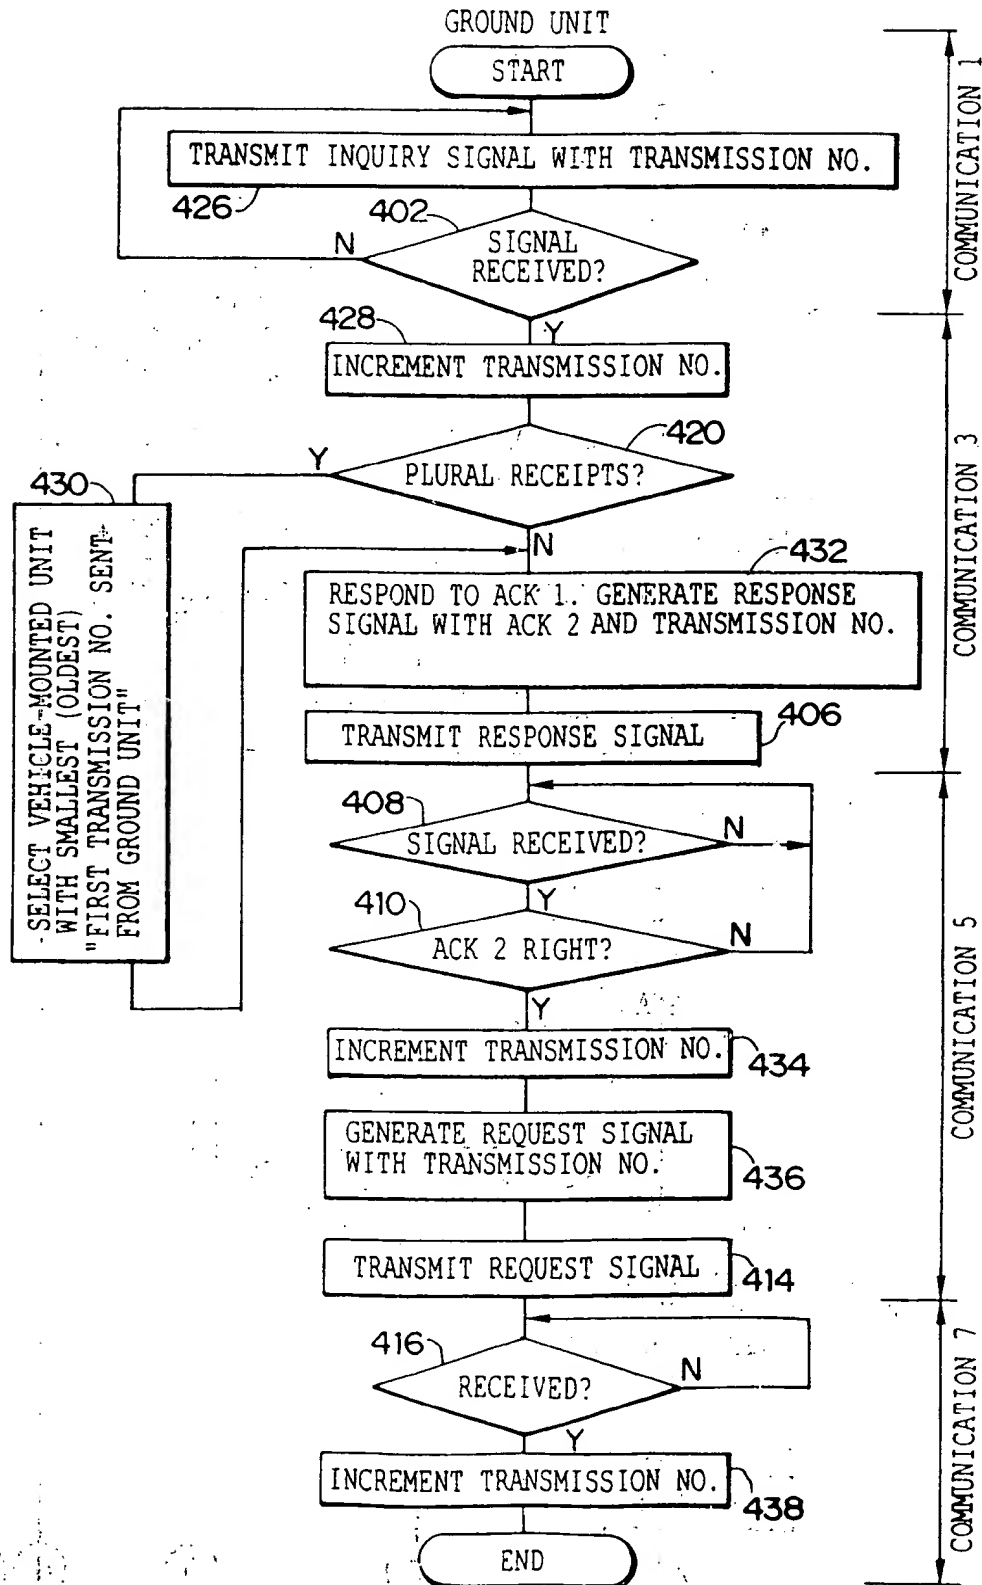 GROUND UNIT
START
TRANSMIT INQUIRY SIGNAL WITH TRANSMISSION NO.
426
402
SIGNAL
RECEIVED?
N
Y
428
INCREMENT TRANSMISSION NO.
420
PLURAL RECEIPTS?
Y
N
430
SELECT VEHICLE-MOUNTED UNIT
WITH SMALLEST (OLDEST)
"FIRST TRANSMISSION NO. SENT
FROM GROUND UNIT"
432
RESPOND TO ACK 1. GENERATE RESPONSE
SIGNAL WITH ACK 2 AND TRANSMISSION NO.
TRANSMIT RESPONSE SIGNAL
406
408
SIGNAL RECEIVED?
N
Y
410
ACK 2 RIGHT?
N
Y
INCREMENT TRANSMISSION NO.
434
GENERATE REQUEST SIGNAL
WITH TRANSMISSION NO.
436
TRANSMIT REQUEST SIGNAL
414
416
RECEIVED?
N
Y
INCREMENT TRANSMISSION NO.
438
END
COMMUNICATION 1
COMMUNICATION 3
COMMUNICATION 5
COMMUNICATION 7